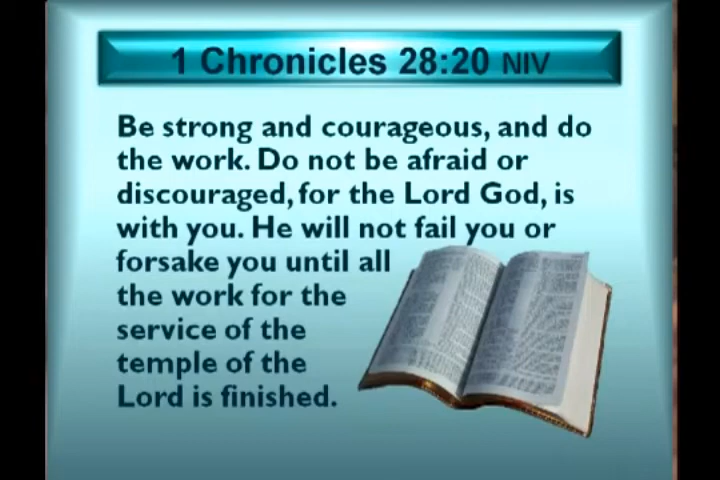 1 Chronicles 28:20 NIV
Be strong and courageous, and do
the work. Do not be afraid or
discouraged, for the Lord God, is
with you. He will not fail you or
forsake you until all
the work for the
service of the
temple of the
Lord is finished.